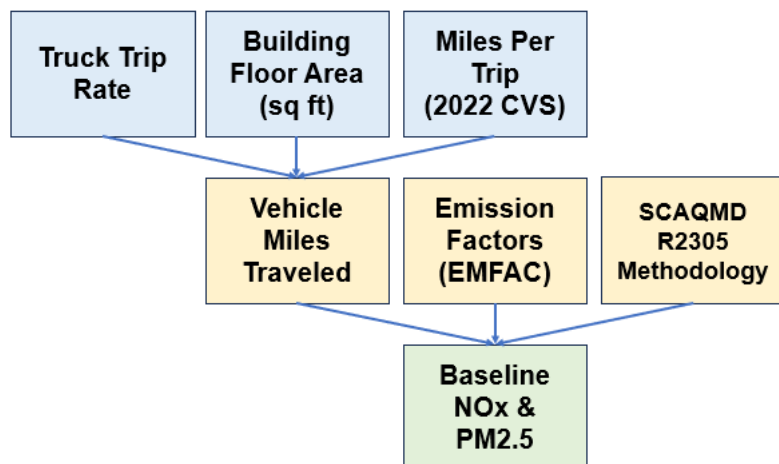 Truck Trip
Rate
Building
Floor Area
(sq ft)
Miles Per
Trip
(2022 CVS)
Vehicle
Miles
Traveled
Emission
Factors
(EMFAC)
SCAQMD
R2305
Methodology
Baseline
NOx &
PM2.5